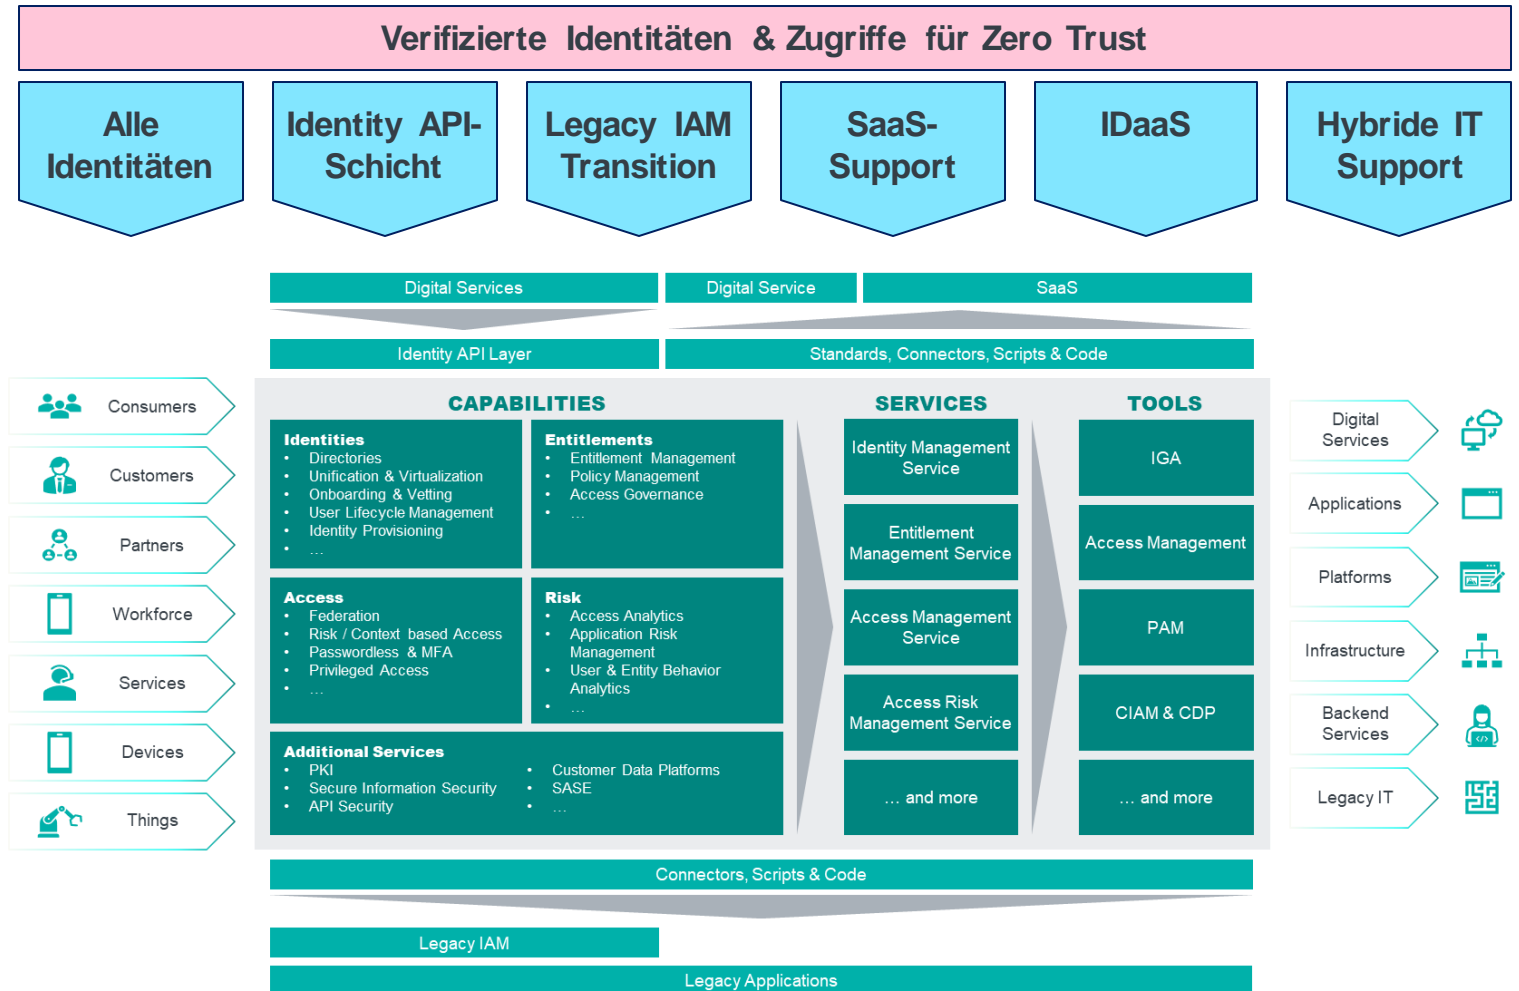 Verifizierte Identitäten & Zugriffe für Zero Trust
Alle
Identitäten
Identity API-
Schicht
Legacy IAM
Transition
SaaS-
Support
IDaaS
Hybride IT
Support
Digital Services
Digital Service
SaaS
Identity API Layer
Standards, Connectors, Scripts & Code
Consumers
Customers
Partners
Workforce
Services
Devices
Things
CAPABILITIES
Identities
• Directories
• Unification & Virtualization
• Onboarding & Vetting
• User Lifecycle Management
• Identity Provisioning
• …
Entitlements
• Entitlement Management
• Policy Management
• Access Governance
• …
Access
• Federation
• Risk / Context based Access
• Passwordless & MFA
• Privileged Access
• …
Risk
• Access Analytics
• Application Risk
Management
• User & Entity Behavior
Analytics
• …
Additional Services
• PKI
• Secure Information Security
• API Security
• Customer Data Platforms
• SASE
• …
SERVICES
Identity Management
Service
Entitlement
Management Service
Access Management
Service
Access Risk
Management Service
… and more
TOOLS
IGA
Access Management
PAM
CIAM & CDP
… and more
Digital
Services
Applications
Platforms
Infrastructure
Backend
Services
Legacy IT
Connectors, Scripts & Code
Legacy IAM
Legacy Applications